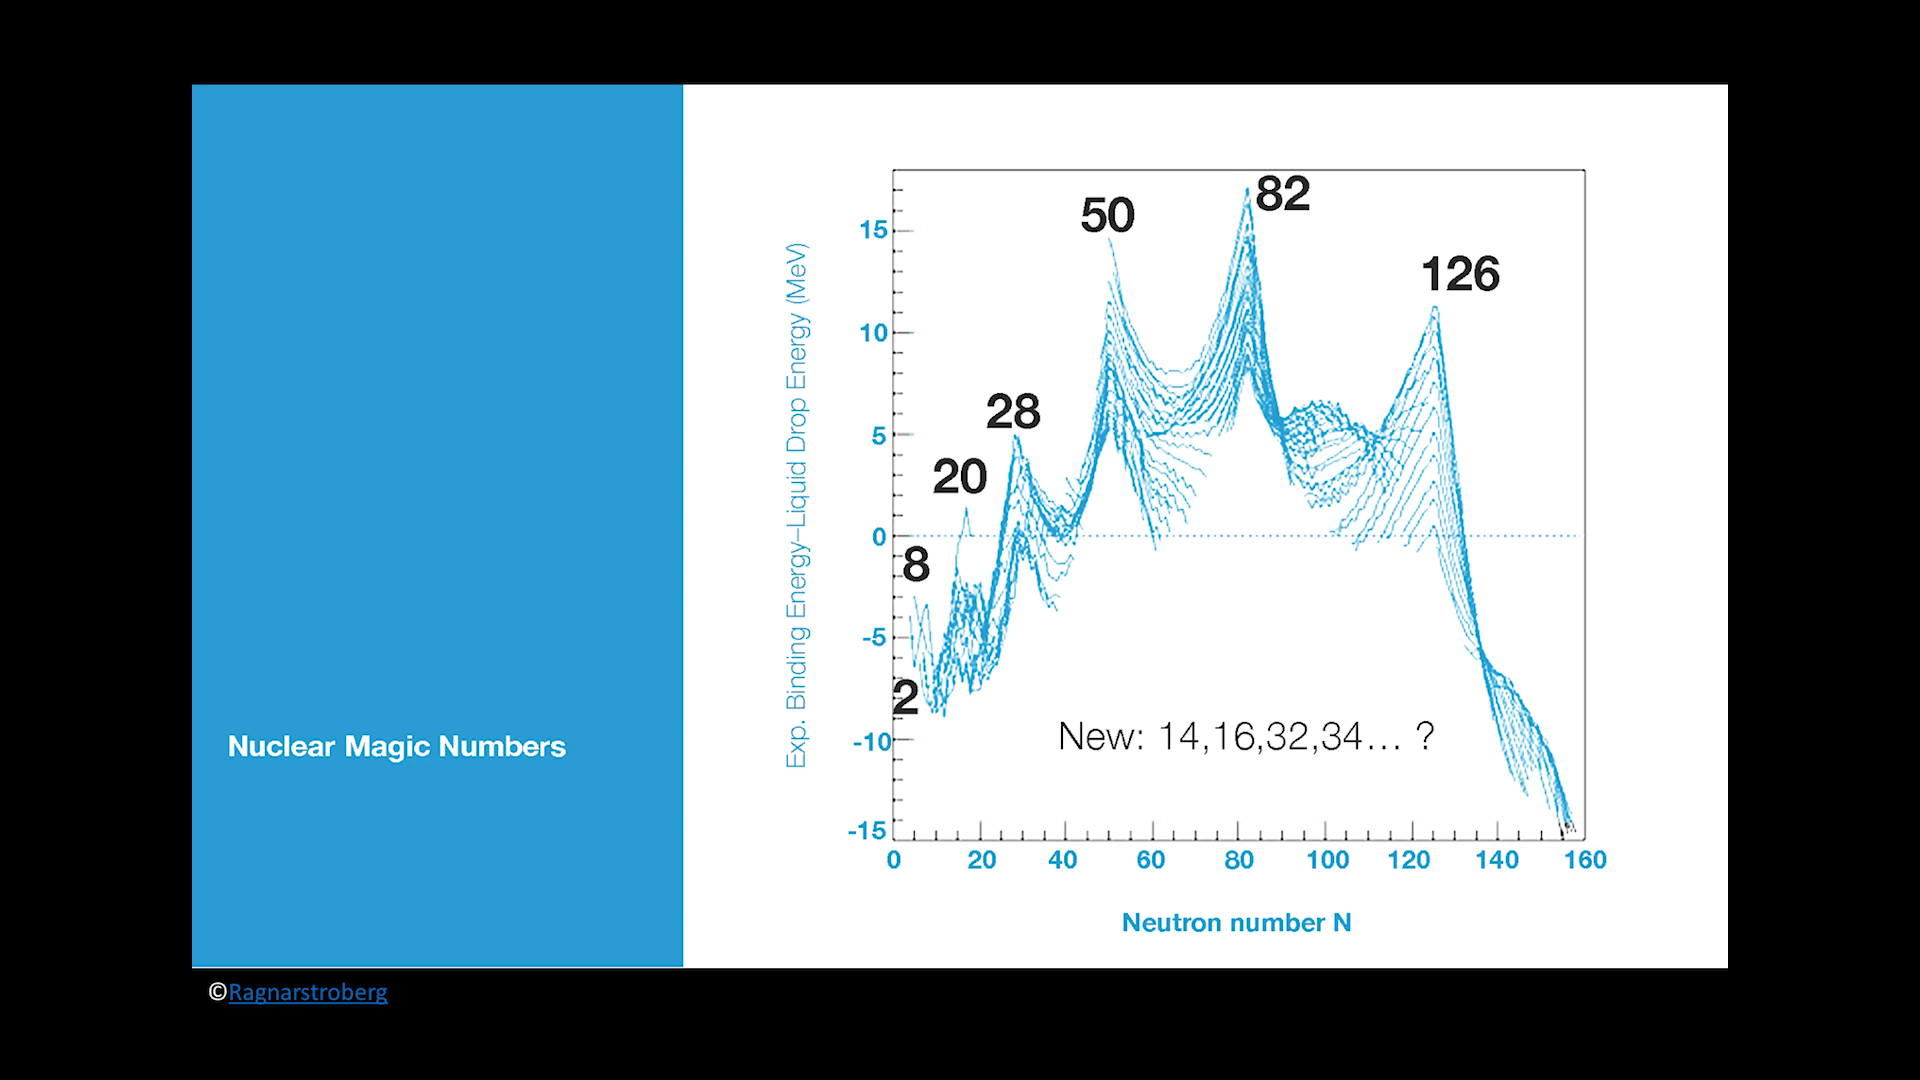 Nuclear Magic Numbers
Exp. Binding Energy–Liquid Drop Energy (MeV)
15
10
5
0
-5
-10
-15
2
8
20
28
50
82
126
New: 14,16,32,34... ?
0 20 40 60 80 100 120 140 160
Neutron number N
©Ragnarstroberg